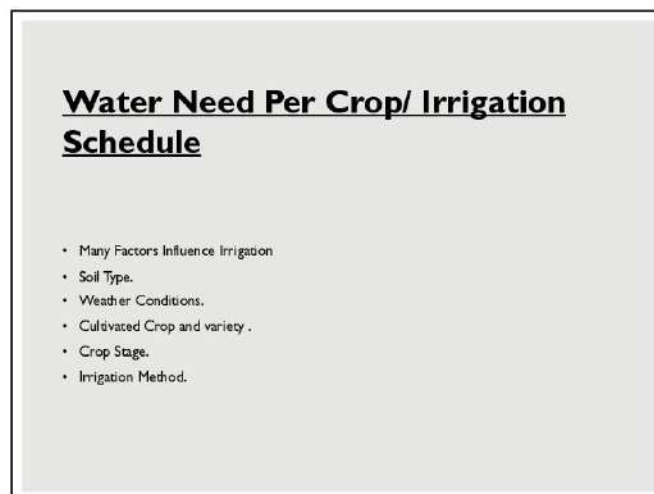 Water Need Per Crop/ Irrigation
Schedule
• Many Factors Influence Irrigation
• Soil Type.
• Weather Conditions.
• Cultivated Crop and variety .
• Crop Stage.
• Irrigation Method.